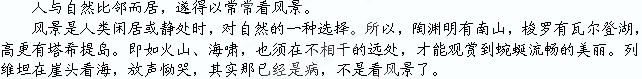 人与自然比邻而居，遂得以常常看风景。
风景是人类闲居或静处时，对自然的一种选择。所以，陶渊明有南山，梭罗有瓦尔登湖，
高更有塔希提岛。即如火山、海啸，也须在不相干的远处，才能观赏到蜿蜒流畅的美丽。列
维坦在崖头看海，放声恸哭，其实那已经是病，不是看风景了。